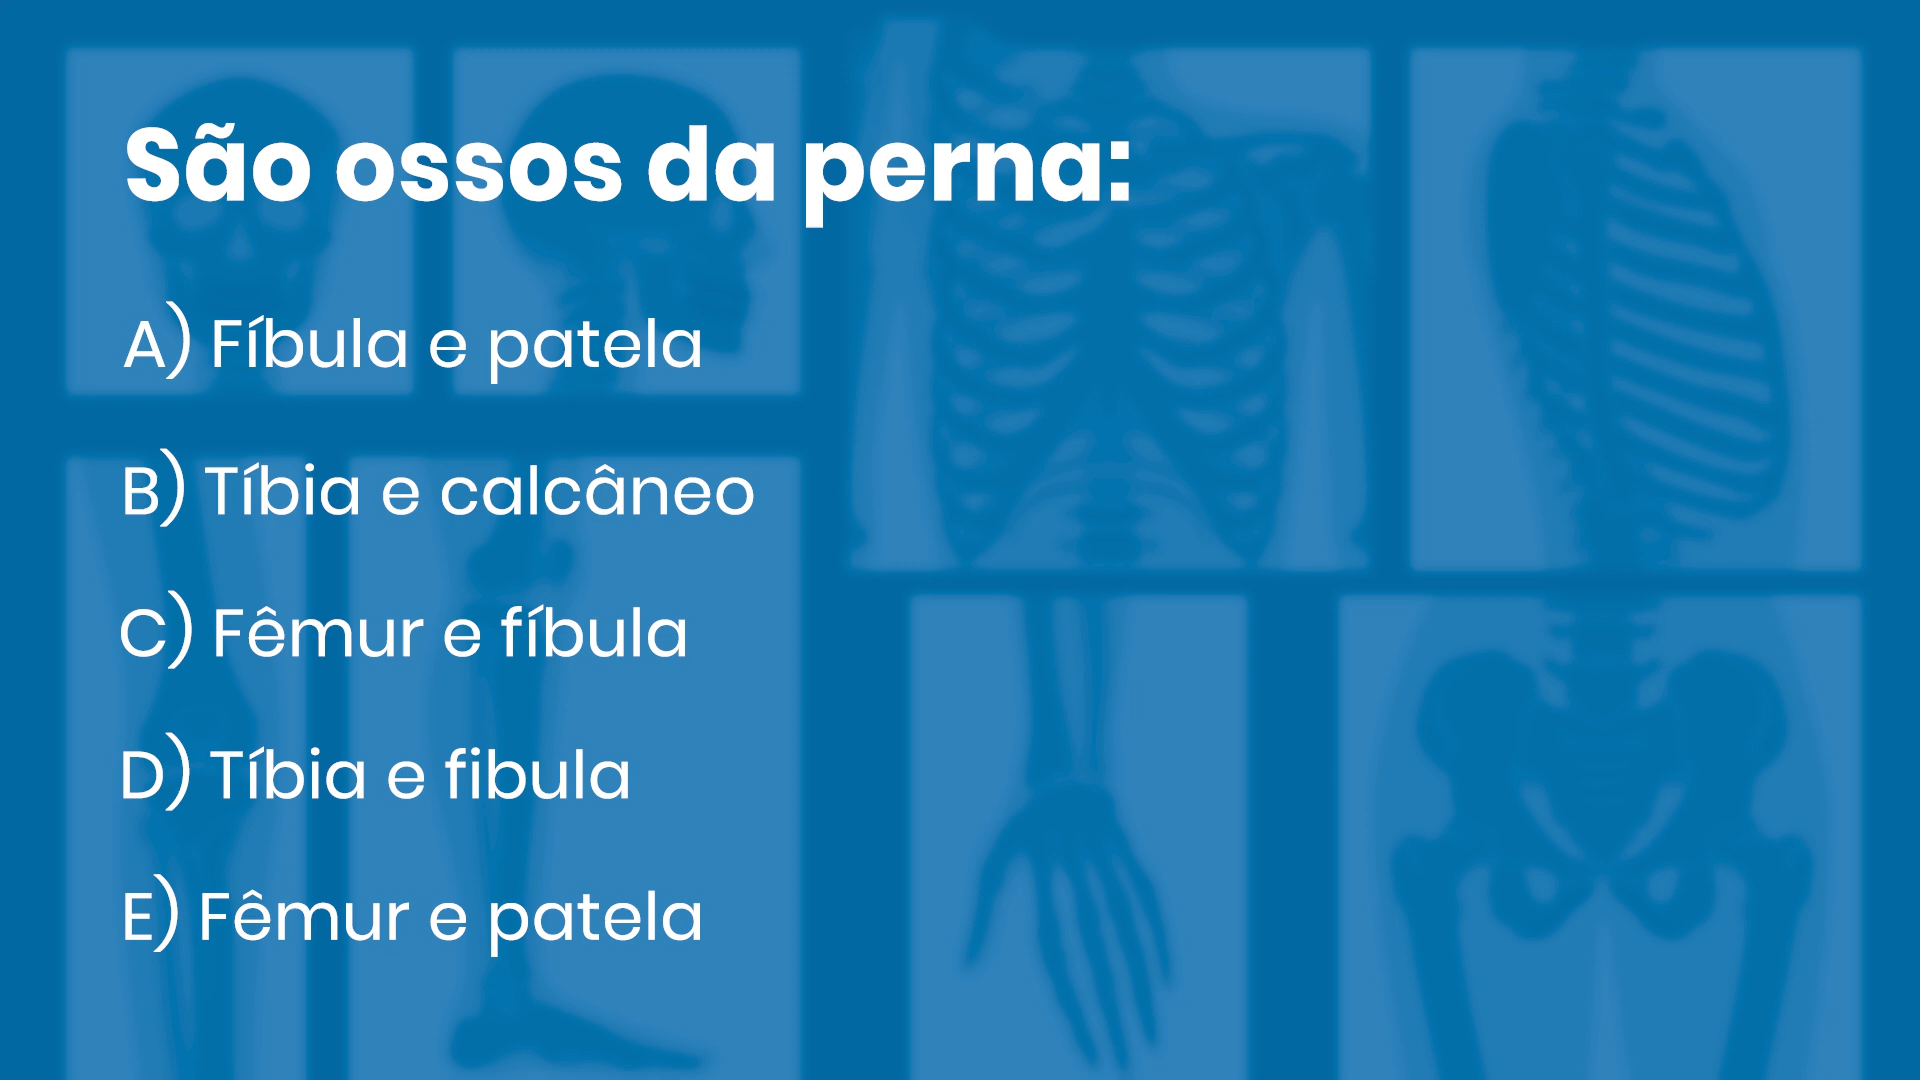 São ossos da perna:
A) Fíbula e patela
B) Tíbia e calcâneo
C) Fêmur e fíbula
D) Tíbia e fibula
E) Fêmur e patela